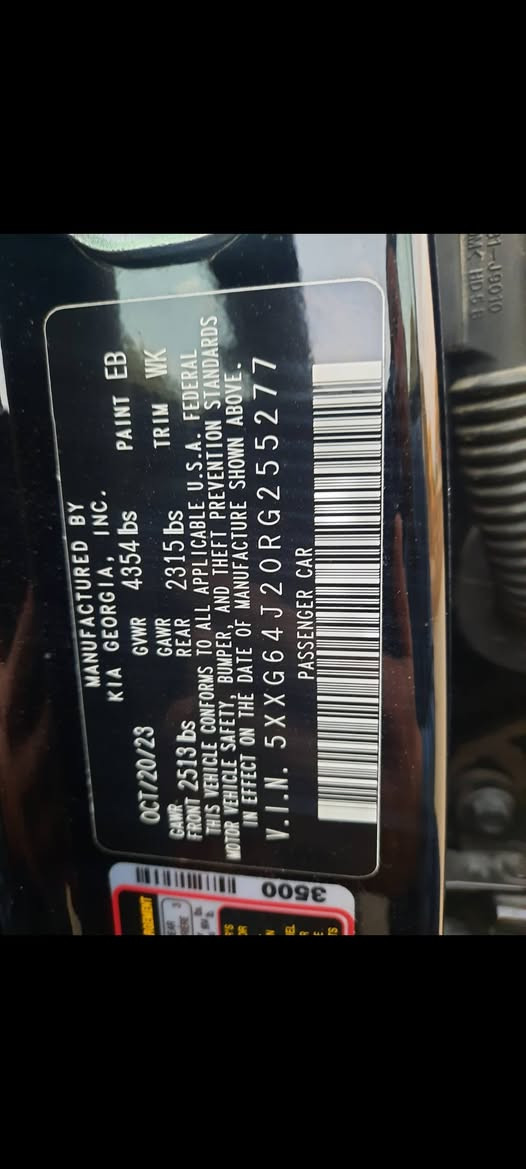 MANUFACTURED BY
KIA GEORGIA, INC.
OCT/20/23 GVWR 4354 lbs PAINT EB
GAWR FRONT 2513 lbs GAWR REAR 2315 lbs TRIM WK
THIS VEHICLE CONFORMS TO ALL APPLICABLE U.S.A. FEDERAL
MOTOR VEHICLE SAFETY, BUMPER, AND THEFT PREVENTION STANDARDS
IN EFFECT ON THE DATE OF MANUFACTURE SHOWN ABOVE.
V.I.N. 5XXG64J20RG255277
PASSENGER CAR
3500
31-J9010